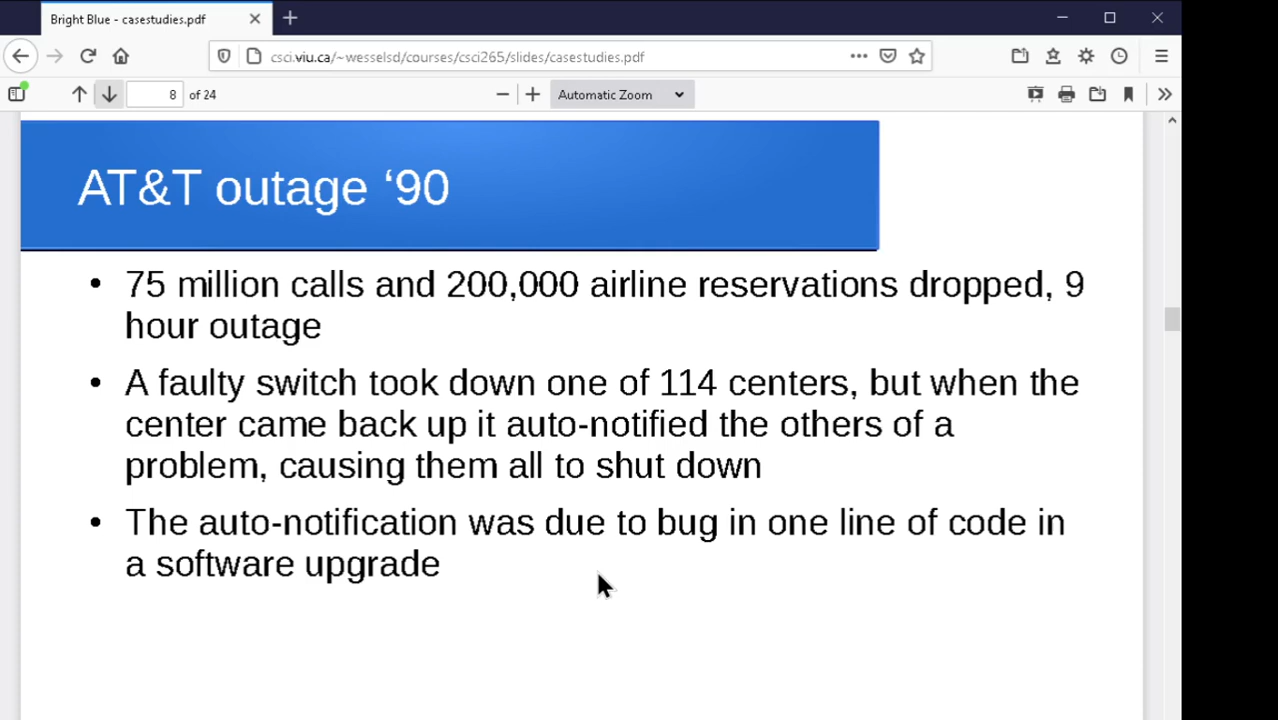 Bright Blue - casestudies.pdf
csci.viu.ca/~wesselsd/courses/csci265/slides/casestudies.pdf
8 of 24
Automatic Zoom
AT&T outage ‘90
• 75 million calls and 200,000 airline reservations dropped, 9
hour outage
• A faulty switch took down one of 114 centers, but when the
center came back up it auto-notified the others of a
problem, causing them all to shut down
• The auto-notification was due to bug in one line of code in
a software upgrade